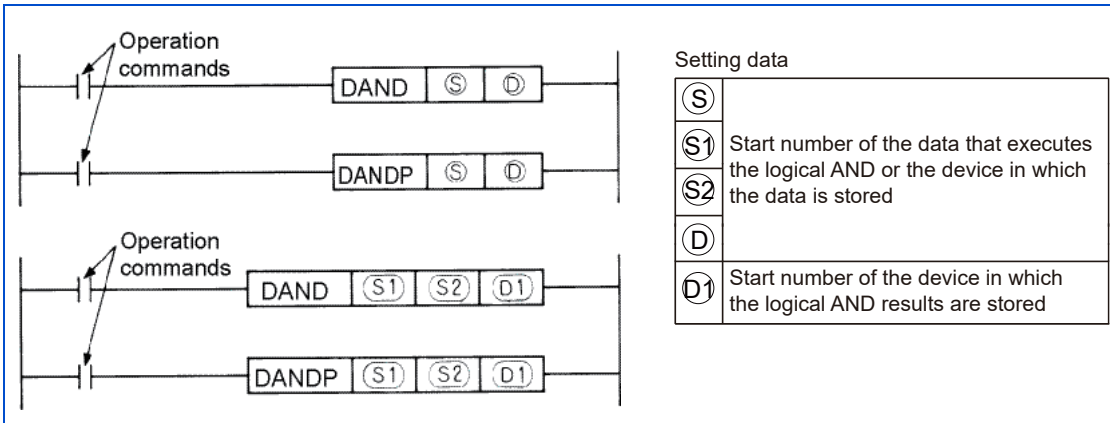 Operation
commands
DAND Ⓢ Ⓓ
DANDP Ⓢ Ⓓ
Operation
commands
DAND S1 S2 D1
DANDP S1 S2 D1
Setting data
Ⓢ
S1
S2
Ⓓ
Start number of the data that executes
the logical AND or the device in which
the data is stored
D1
Start number of the device in which
the logical AND results are stored